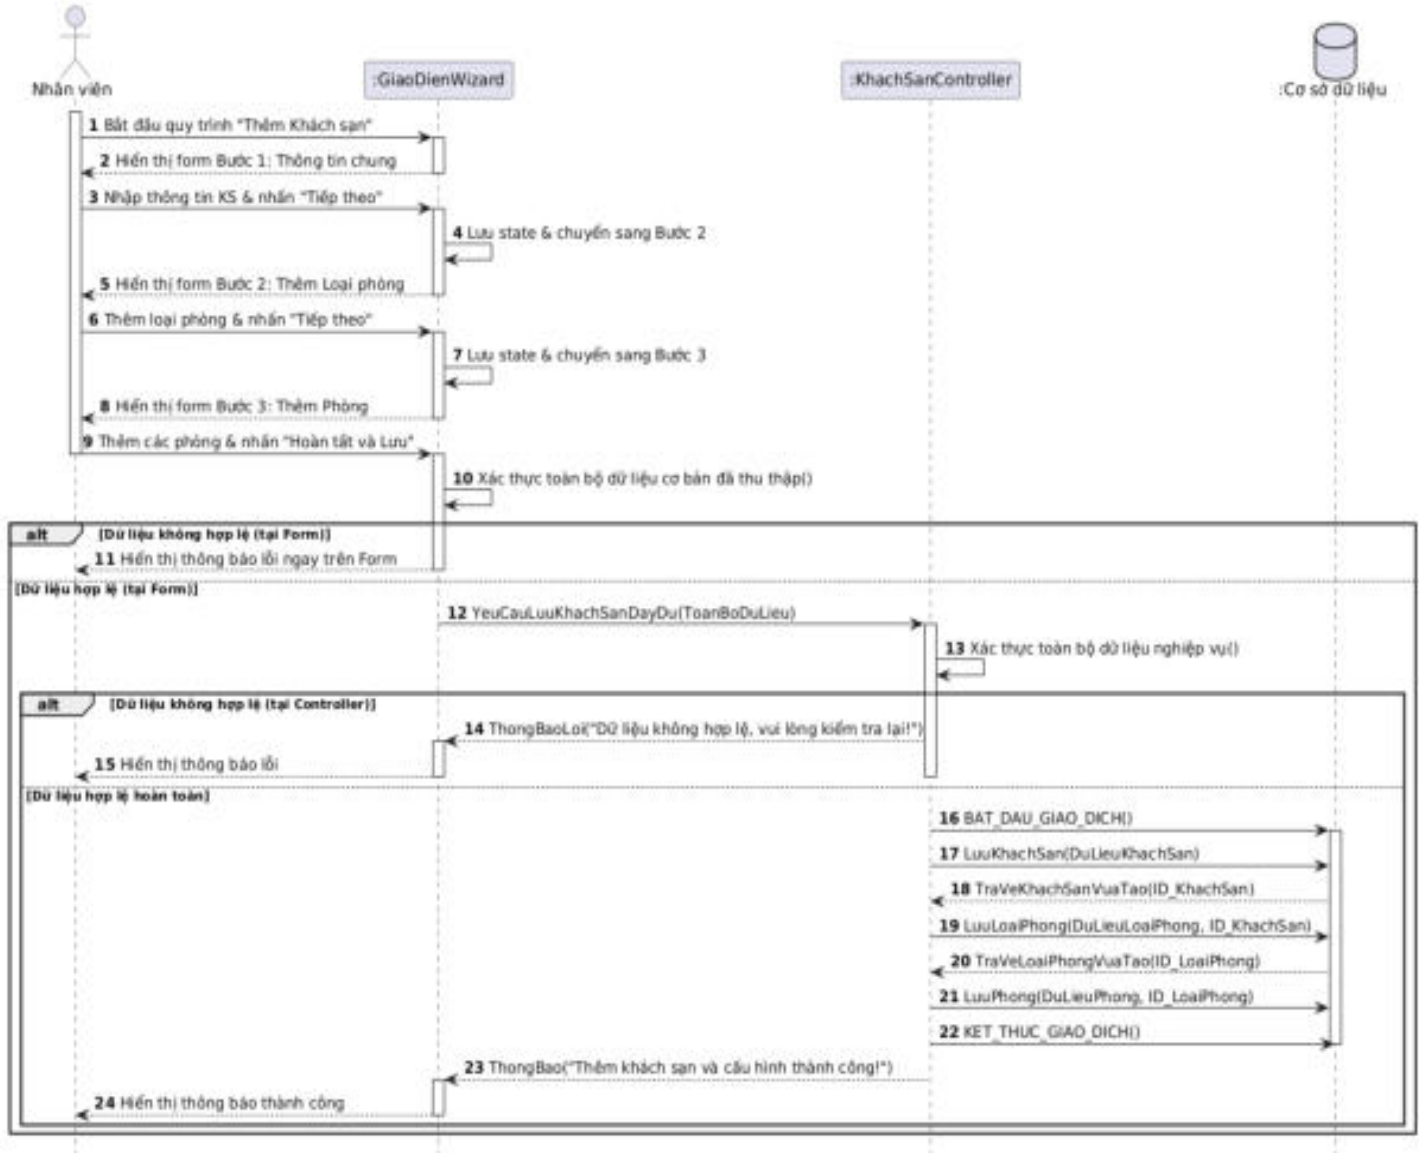 Nhân viên
:GiaoDienWizard
:KhachSanController
:Cơ sở dữ liệu
1 Bắt đầu quy trình "Thêm Khách sạn"
2 Hiển thị form Bước 1: Thông tin chung
3 Nhập thông tin KS & nhấn "Tiếp theo"
4 Lưu state & chuyển sang Bước 2
5 Hiển thị form Bước 2: Thêm Loại phòng
6 Thêm loại phòng & nhấn "Tiếp theo"
7 Lưu state & chuyển sang Bước 3
8 Hiển thị form Bước 3: Thêm Phòng
9 Thêm các phòng & nhấn "Hoàn tất và Lưu"
10 Xác thực toàn bộ dữ liệu cơ bản đã thu thập()
alt [Dữ liệu không hợp lệ (tại Form)]
11 Hiển thị thông báo lỗi ngay trên Form
[Dữ liệu hợp lệ (tại Form)]
12 YeuCauLuuKhachSanDayDu(ToanBoDuLieu)
13 Xác thực toàn bộ dữ liệu nghiệp vụ()
alt [Dữ liệu không hợp lệ (tại Controller)]
14 ThongBaoLoi("Dữ liệu không hợp lệ, vui lòng kiểm tra lại!")
15 Hiển thị thông báo lỗi
[Dữ liệu hợp lệ hoàn toàn]
16 BAT_DAU_GIAO_DICH()
17 LuuKhachSan(DuLieuKhachSan)
18 TraVeKhachSanVuaTao(ID_KhachSan)
19 LuuLoaiPhong(DuLieuLoaiPhong, ID_KhachSan)
20 TraVeLoaiPhongVuaTao(ID_LoaiPhong)
21 LuuPhong(DuLieuPhong, ID_LoaiPhong)
22 KET_THUC_GIAO_DICH()
23 ThongBao("Thêm khách sạn và cấu hình thành công!")
24 Hiển thị thông báo thành công